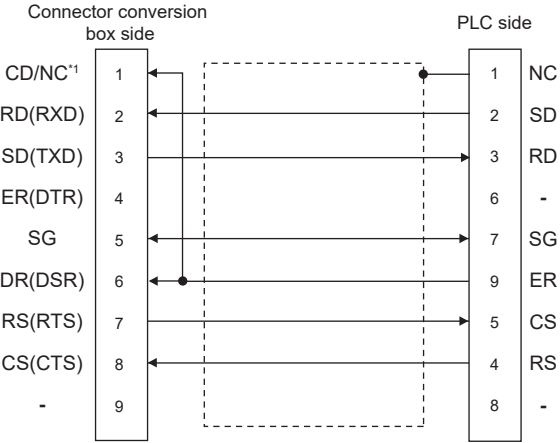 Connector conversion
box side
PLC side
CD/NC*1 1 1 NC
RD(RXD) 2 2 SD
SD(TXD) 3 3 RD
ER(DTR) 4 6 -
SG 5 7 SG
DR(DSR) 6 9 ER
RS(RTS) 7 5 CS
CS(CTS) 8 4 RS
- 9 8 -